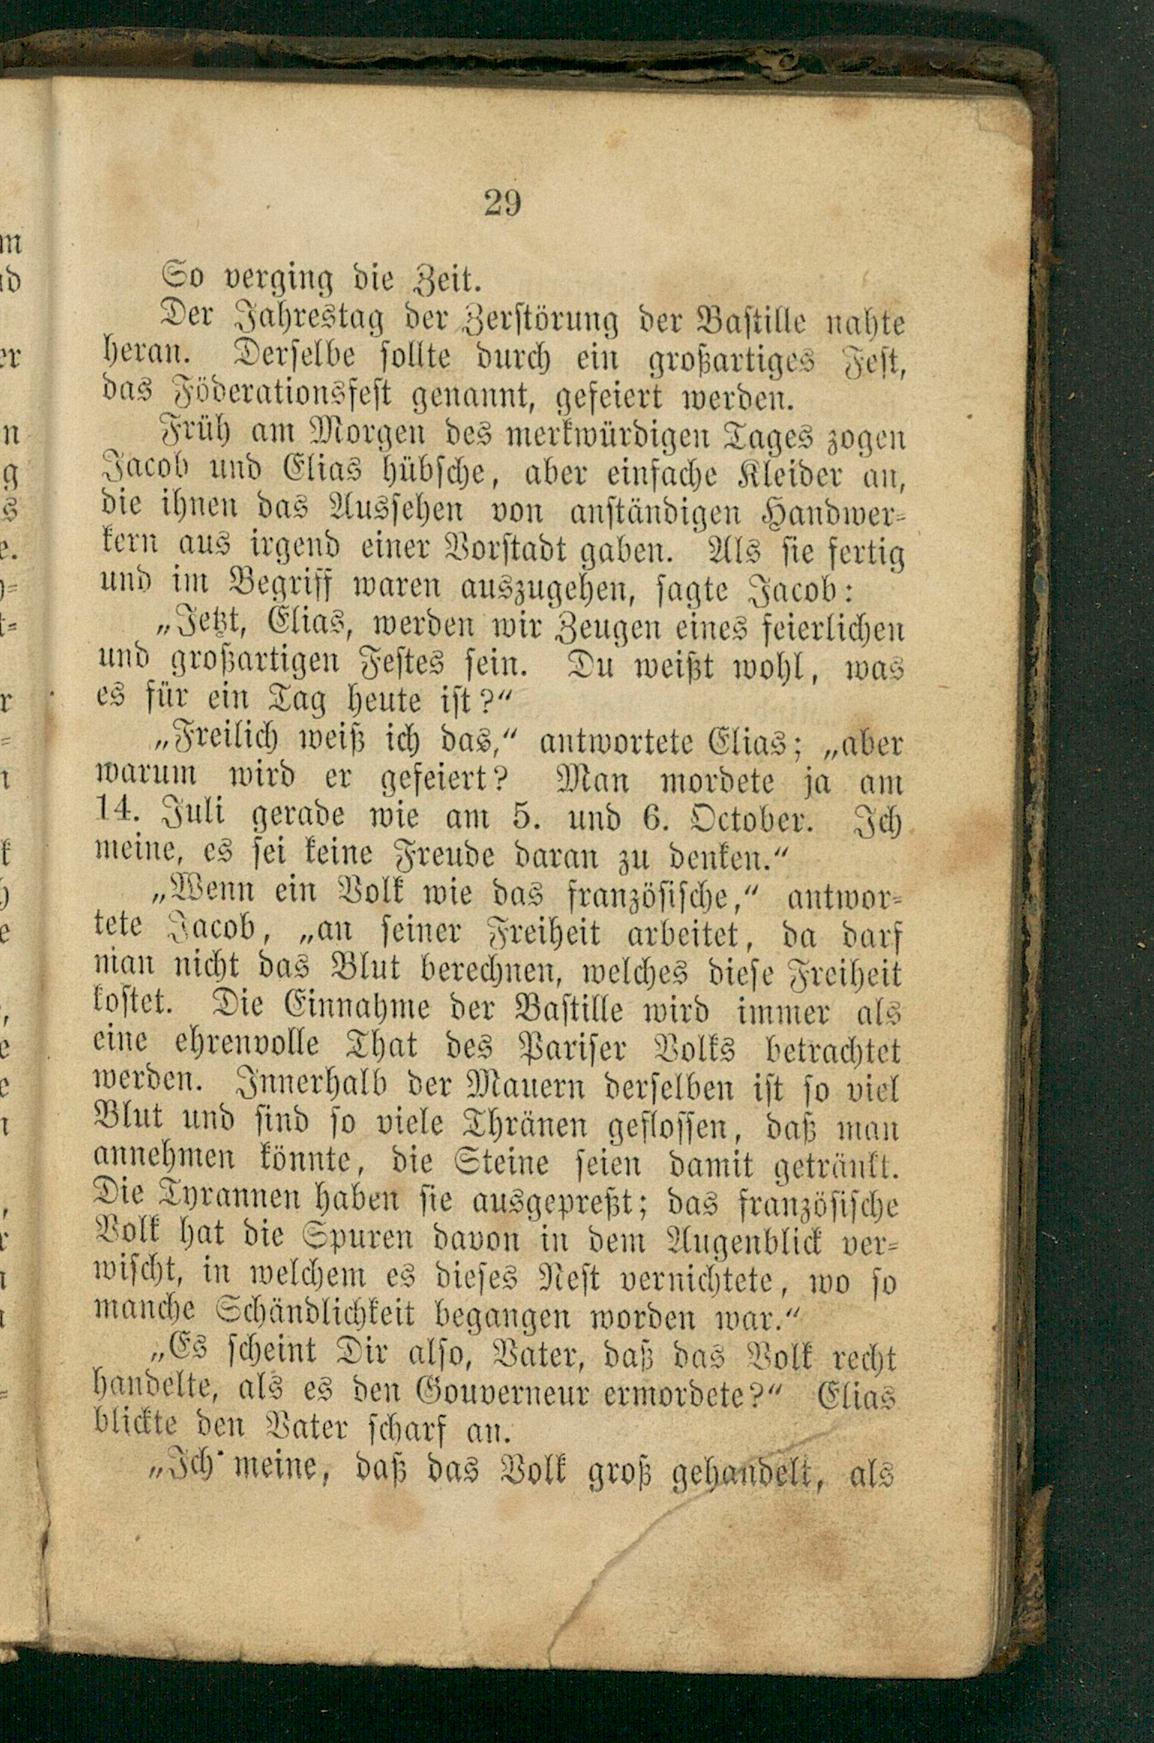 29
So verging die Zeit.
Der Jahrestag der Zerstörung der Bastille nahte
heran. Derselbe sollte durch ein großartiges Fest,
das Föderationsfest genannt, gefeiert werden.
Früh am Morgen des merkwürdigen Tages zogen
Jacob und Elias hübsche, aber einfache Kleider an,
die ihnen das Aussehen von anständigen Handwer-
kern aus irgend einer Vorstadt gaben. Als sie fertig
und im Begriff waren auszugehen, sagte Jacob:
„Jetzt, Elias, werden wir Zeugen eines feierlichen
und großartigen Festes sein. Du weißt wohl, was
es für ein Tag heute ist?“
„Freilich weiß ich das,“ antwortete Elias; „aber
warum wird er gefeiert? Man mordete ja am
14. Juli gerade wie am 5. und 6. October. Ich
meine, es sei keine Freude daran zu denken.“
„Wenn ein Volk wie das französische,“ antwor-
tete Jacob, „an seiner Freiheit arbeitet, da darf
man nicht das Blut berechnen, welches diese Freiheit
kostet. Die Einnahme der Bastille wird immer als
eine ehrenvolle That des Pariser Volks betrachtet
werden. Innerhalb der Mauern derselben ist so viel
Blut und sind so viele Thränen geflossen, daß man
annehmen könnte, die Steine seien damit getränkt.
Die Tyrannen haben sie ausgepreßt; das französische
Volk hat die Spuren davon in dem Augenblick ver-
wischt, in welchem es dieses Nest vernichtete, wo so
manche Schändlichkeit begangen worden war.“
„Es scheint Dir also, Vater, daß das Volk recht
handelte, als es den Gouverneur ermordete?“ Elias
blickte den Vater scharf an.
„Ich meine, daß das Volk groß gehandelt, als